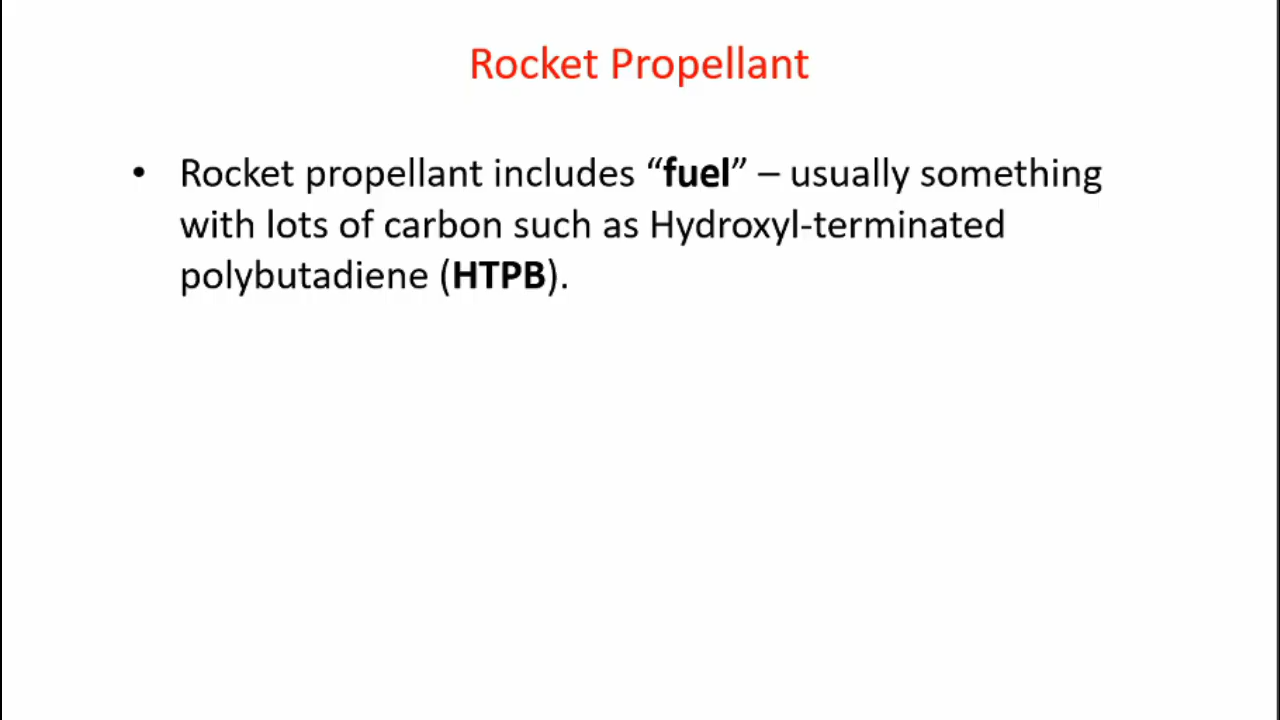 Rocket Propellant
• Rocket propellant includes “fuel” – usually something
with lots of carbon such as Hydroxyl-terminated
polybutadiene (HTPB).